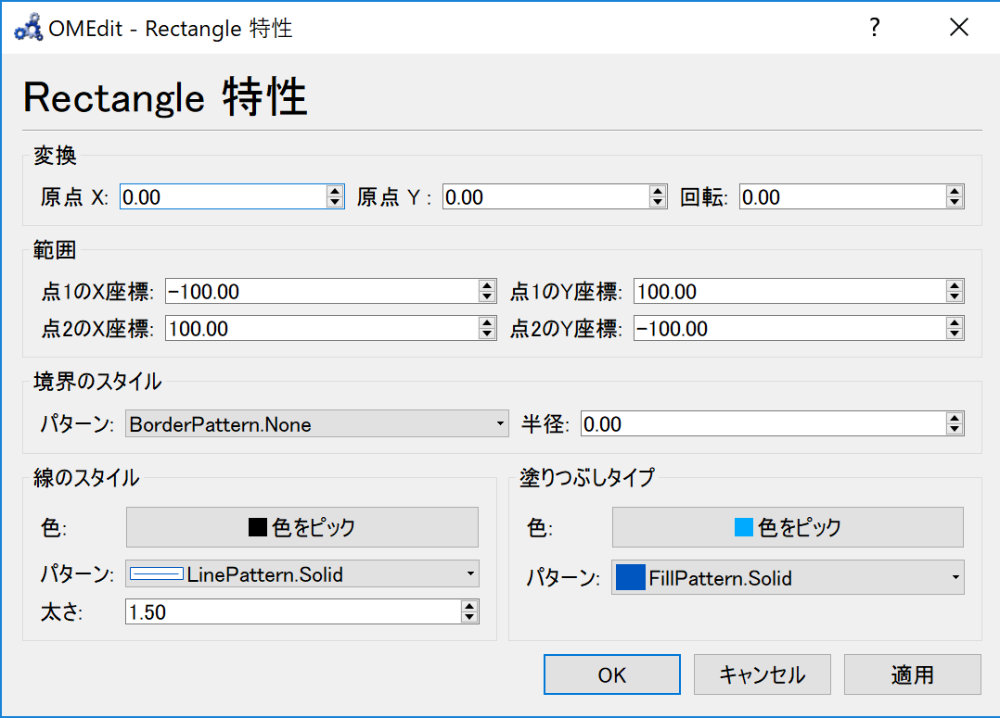 OMEdit - Rectangle 特性 ?
Rectangle 特性
変換
原点 X: 0.00 原点 Y : 0.00 回転: 0.00
範囲
点1のX座標: -100.00 点1のY座標: 100.00
点2のX座標: 100.00 点2のY座標: -100.00
境界のスタイル
パターン: BorderPattern.None 半径: 0.00
線のスタイル
色: 色をピック
パターン: LinePattern.Solid
太さ: 1.50
塗りつぶしタイプ
色: 色をピック
パターン: FillPattern.Solid
OK キャンセル 適用